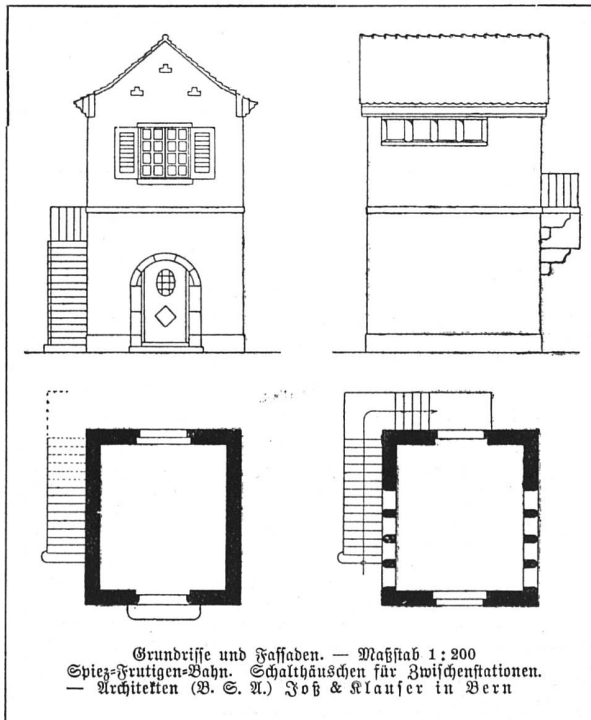 Grundrisse und Fassaden. — Maßstab 1:200
Spiez-Frutigen-Bahn. Schalthäuschen für Zwischenstationen.
— Architekten (B. S. A.) Joß & Klauser in Bern